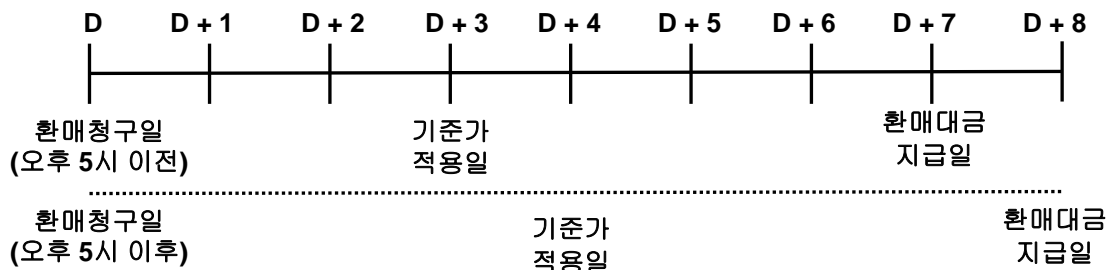 D D + 1 D + 2 D + 3 D + 4 D + 5 D + 6 D + 7 D + 8
환매청구일
(오후 5시 이전)
기준가
적용일
환매대금
지급일
환매청구일
(오후 5시 이후)
기준가
적용일
환매대금
지급일